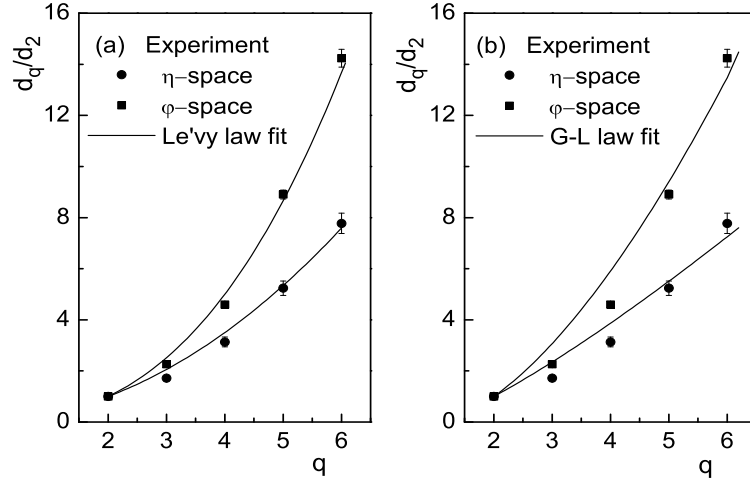 (a) Experiment
η−space
φ−space
Le'vy law fit
d_q/d_2
16
12
8
4
0
2 3 4 5 6
q
(b) Experiment
η−space
φ−space
G-L law fit
d_q/d_2
16
12
8
4
0
2 3 4 5 6
q